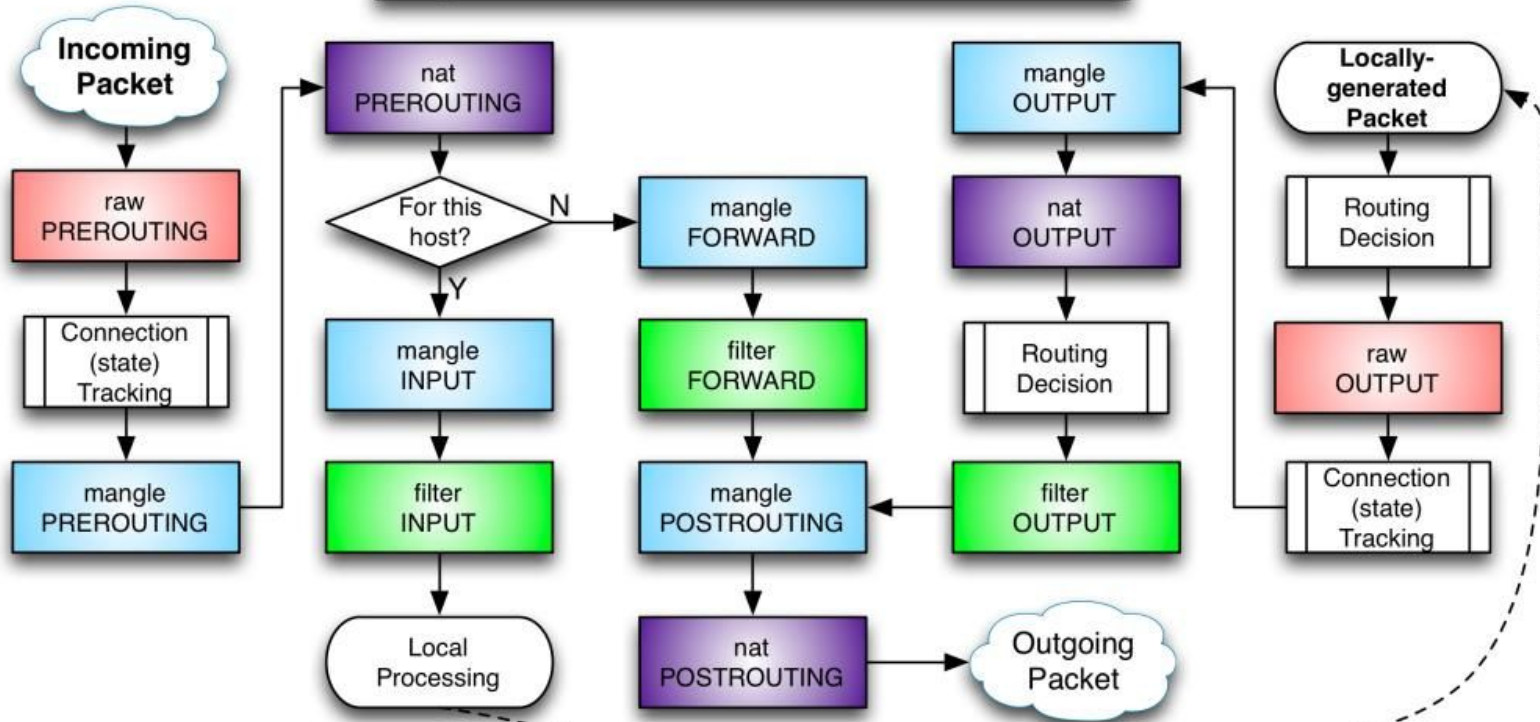 Incoming
Packet
raw
PREROUTING
Connection
(state)
Tracking
mangle
PREROUTING
nat
PREROUTING
For this
host?
N
Y
mangle
INPUT
filter
INPUT
Local
Processing
mangle
FORWARD
filter
FORWARD
mangle
POSTROUTING
nat
POSTROUTING
Outgoing
Packet
mangle
OUTPUT
nat
OUTPUT
Routing
Decision
filter
OUTPUT
Locally-
generated
Packet
Routing
Decision
raw
OUTPUT
Connection
(state)
Tracking